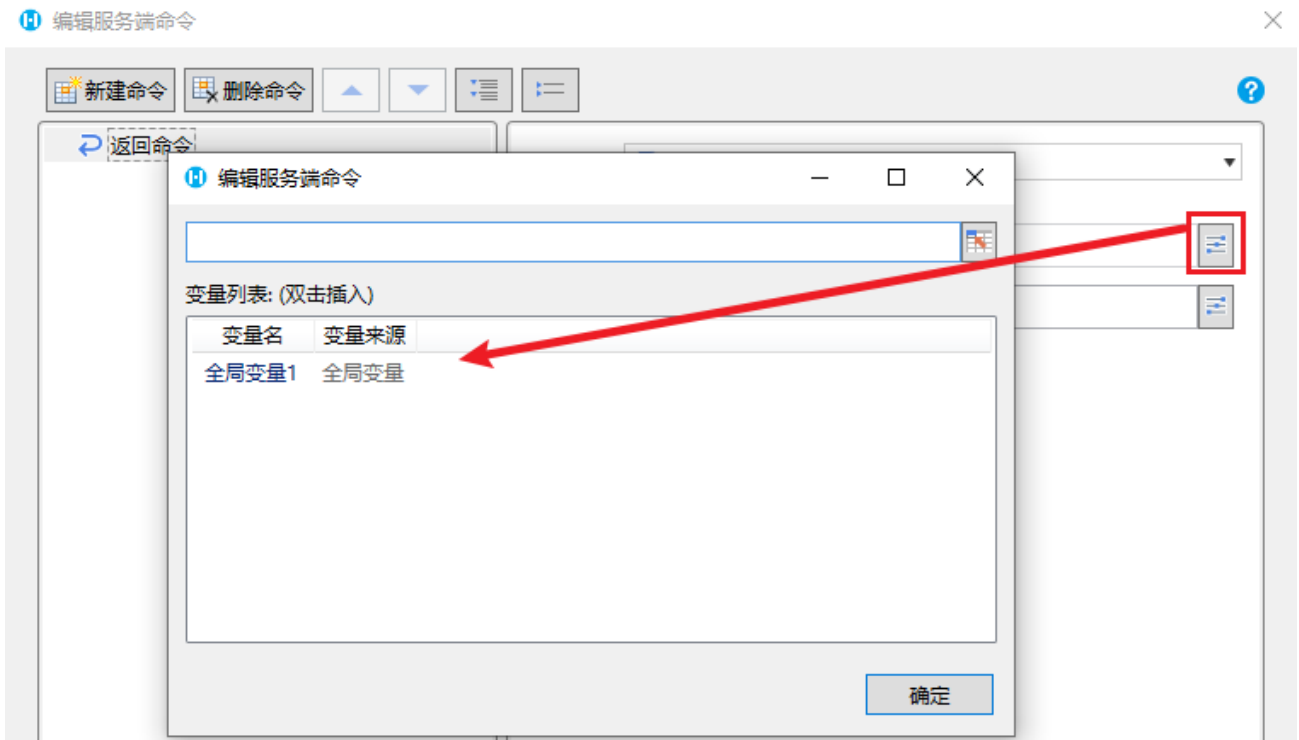 编辑服务端命令
新建命令 删除命令
返回命令
编辑服务端命令
变量列表: (双击插入)
变量名 变量来源
全局变量1 全局变量
确定